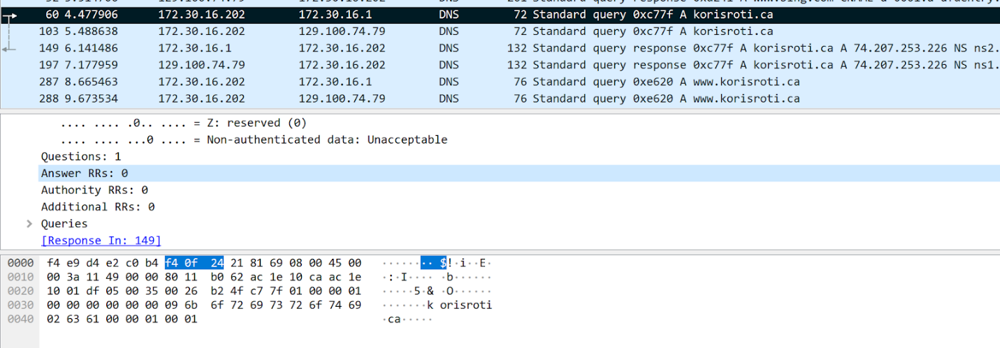 60 4.477906 172.30.16.202 172.30.16.1 DNS 72 Standard query 0xc77f A korisroti.ca
103 5.488638 172.30.16.202 129.100.74.79 DNS 72 Standard query 0xc77f A korisroti.ca
149 6.141486 172.30.16.1 172.30.16.202 DNS 132 Standard query response 0xc77f A korisroti.ca A 74.207.253.226 NS ns2.
197 7.177959 129.100.74.79 172.30.16.202 DNS 132 Standard query response 0xc77f A korisroti.ca A 74.207.253.226 NS ns1.
287 8.665463 172.30.16.202 172.30.16.1 DNS 76 Standard query 0xe620 A www.korisroti.ca
288 9.673534 172.30.16.202 129.100.74.79 DNS 76 Standard query 0xe620 A www.korisroti.ca
.... .... .0.. .... = Z: reserved (0)
.... .... ...0 .... = Non-authenticated data: Unacceptable
Questions: 1
Answer RRs: 0
Authority RRs: 0
Additional RRs: 0
Queries
[Response In: 149]
0000 f4 e9 d4 e2 c0 b4 f4 0f 24 21 81 69 08 00 45 00 ········ $!·i··E·
0010 00 3a 11 49 00 00 80 11 b0 62 ac 1e 10 ca ac 1e ·:·I···· ·b······
0020 10 01 df 05 00 35 00 26 b2 4f c7 7f 01 00 00 01 ·····5·& ·O······
0030 00 00 00 00 00 00 09 6b 6f 72 69 73 72 6f 74 69 ·······k orisroti
0040 02 63 61 00 00 01 00 01 ·ca·····